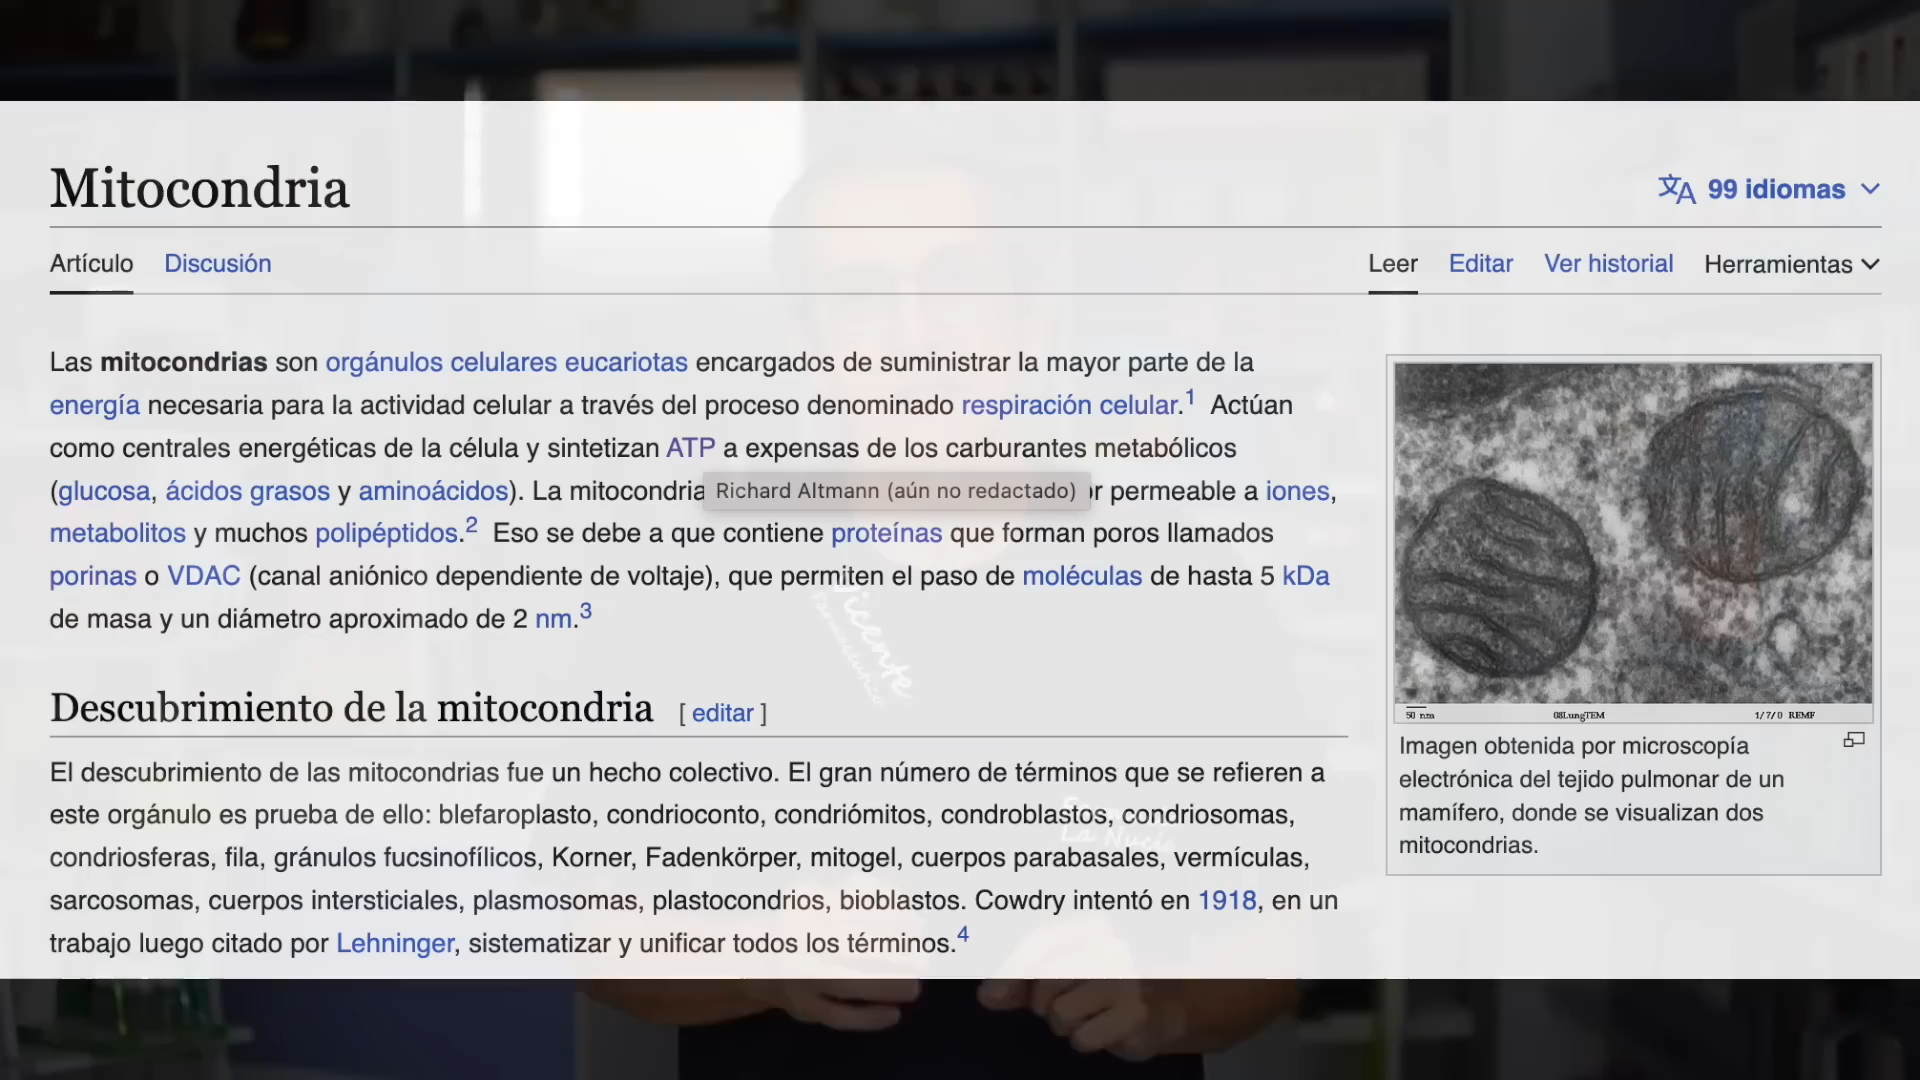 Mitocondria
99 idiomas
Artículo Discusión
Leer Editar Ver historial Herramientas
Las mitocondrias son orgánulos celulares eucariotas encargados de suministrar la mayor parte de la
energía necesaria para la actividad celular a través del proceso denominado respiración celular.1 Actúan
como centrales energéticas de la célula y sintetizan ATP a expensas de los carburantes metabólicos
(glucosa, ácidos grasos y aminoácidos). La mitocondria Richard Altmann (aún no redactado) r permeable a iones,
metabolitos y muchos polipéptidos.2 Eso se debe a que contiene proteínas que forman poros llamados
porinas o VDAC (canal aniónico dependiente de voltaje), que permiten el paso de moléculas de hasta 5 kDa
de masa y un diámetro aproximado de 2 nm.3
Vicente
Descubrimiento de la mitocondria [ editar ]
El descubrimiento de las mitocondrias fue un hecho colectivo. El gran número de términos que se refieren a
este orgánulo es prueba de ello: blefaroplasto, condrioconto, condriómitos, condroblastos, condriosomas,
condriosferas, fila, gránulos fucsinofílicos, Korner, Fadenkörper, mitogel, cuerpos parabasales, vermículas,
sarcosomas, cuerpos intersticiales, plasmosomas, plastocondrios, bioblastos. Cowdry intentó en 1918, en un
trabajo luego citado por Lehninger, sistematizar y unificar todos los términos.4
50 nm 08LungTEM 1/7/0 REMF
Imagen obtenida por microscopía
electrónica del tejido pulmonar de un
mamífero, donde se visualizan dos
mitocondrias.